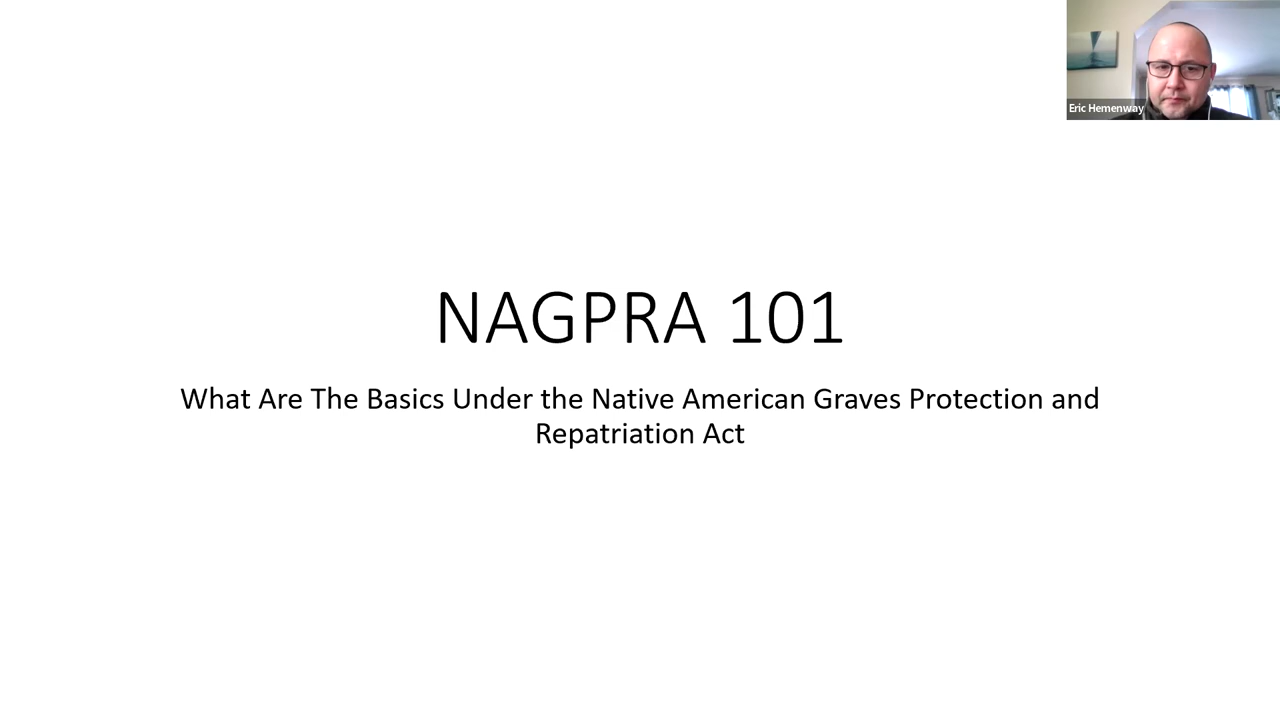 Eric Hemenway
NAGPRA 101
What Are The Basics Under the Native American Graves Protection and
Repatriation Act